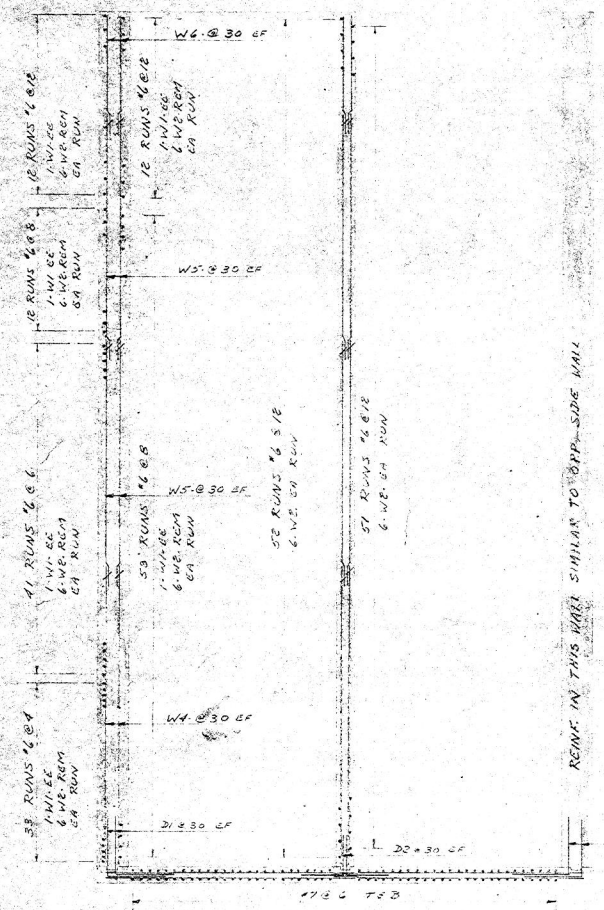 W6-@ 30 EF
12 RUNS #6 @12
1-W1-EE
6-W2-REM
EA RUN
12 RUNS #6 @12
1-W1-EE
6-W2-REM
EA RUN
12 RUNS #6 @ 8
1-W1 EE
6-W2-REM
EA RUN
W5-@ 30 EF
41 RUNS #6 @ 6
1-W1-EE
6-W2-REM
EA RUN
53 RUNS #6 @ 8
1-W1-EE
6-W2-REM
EA RUN
W5-@ 30 EF
52 RUNS #6 @ 12
6-W2 EA RUN
51 RUNS #6 @12
6-W2- EA RUN
REINF. IN THIS WALL SIMILAR TO OPP. SIDE WALL
33 RUNS #6 @4
1-W1-EE
6-W2-REM
EA RUN
W4-@ 30 EF
D1 @ 30 EF
D2 @ 30 EF
#7 @ 6 T&B